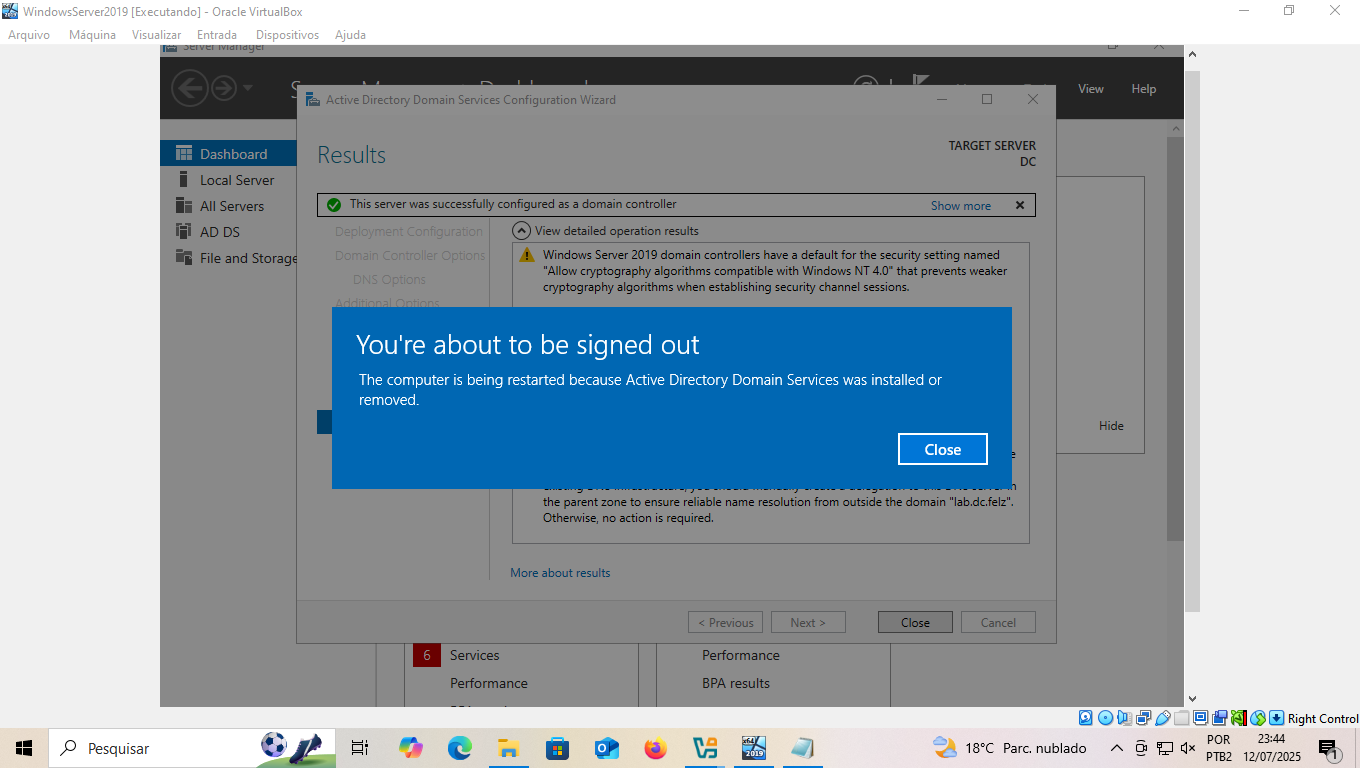 WindowsServer2019 [Executando] - Oracle VirtualBox
Arquivo Máquina Visualizar Entrada Dispositivos Ajuda
Server Manager
Active Directory Domain Services Configuration Wizard
View Help
Results
TARGET SERVER
DC
Dashboard
Local Server
All Servers
AD DS
File and Storage
This server was successfully configured as a domain controller
Show more
Deployment Configuration
Domain Controller Options
DNS Options
Additional Options
View detailed operation results
Windows Server 2019 domain controllers have a default for the security setting named
"Allow cryptography algorithms compatible with Windows NT 4.0" that prevents weaker
cryptography algorithms when establishing security channel sessions.
You're about to be signed out
The computer is being restarted because Active Directory Domain Services was installed or
removed.
Close
Hide
the parent zone to ensure reliable name resolution from outside the domain "lab.dc.felz".
Otherwise, no action is required.
More about results
< Previous Next > Close Cancel
6 Services
Performance
Performance
BPA results
Right Control
Pesquisar
x64
2019
18°C Parc. nublado
POR
PTB2
23:44
12/07/2025
1